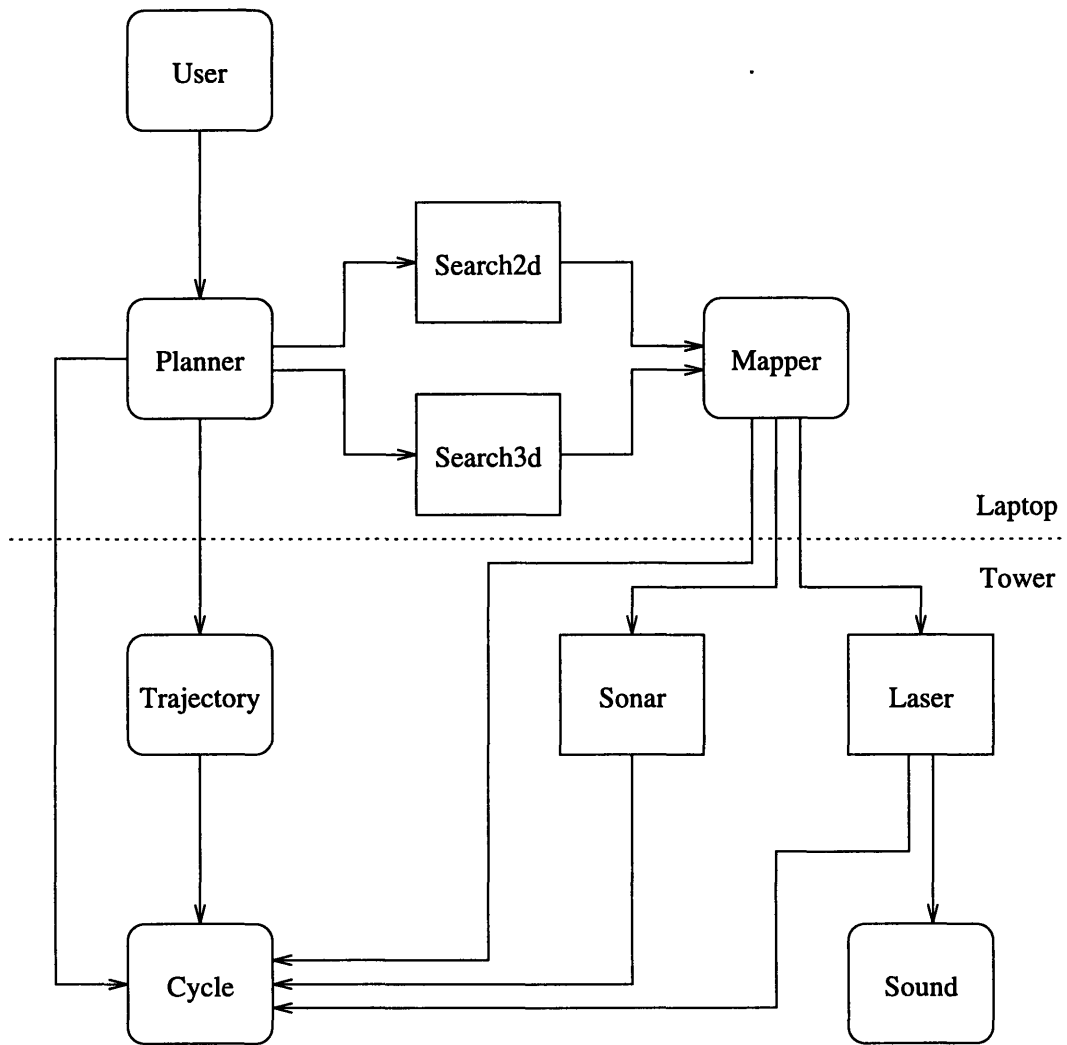 User
Search2d
Planner
Mapper
Search3d
Laptop
Tower
Trajectory
Sonar
Laser
Cycle
Sound